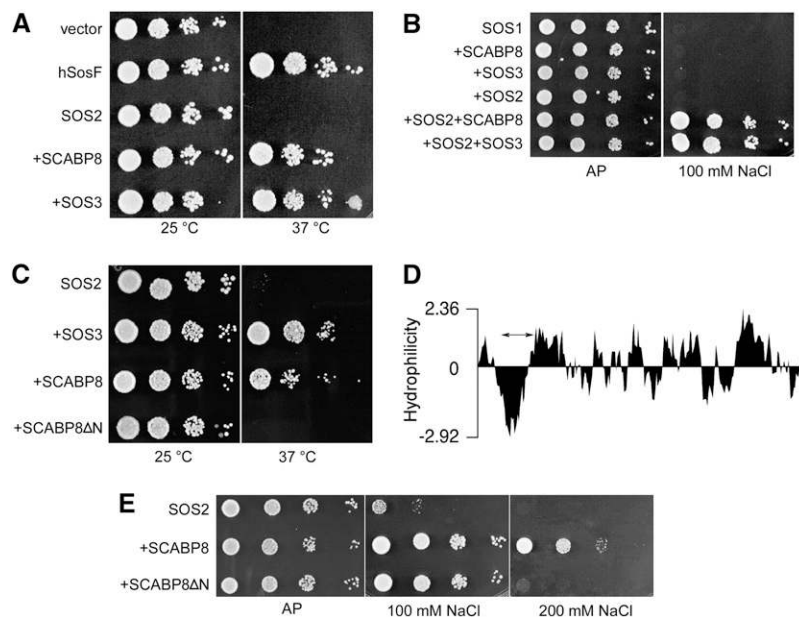 A
vector
hSosF
SOS2
+SCABP8
+SOS3
25 °C 37 °C
B
SOS1
+SCABP8
+SOS3
+SOS2
+SOS2+SCABP8
+SOS2+SOS3
AP 100 mM NaCl
C
SOS2
+SOS3
+SCABP8
+SCABP8ΔN
25 °C 37 °C
D
Hydrophilicity
2.36
0 0
-2.92
E
SOS2
+SCABP8
+SCABP8ΔN
AP 100 mM NaCl 200 mM NaCl